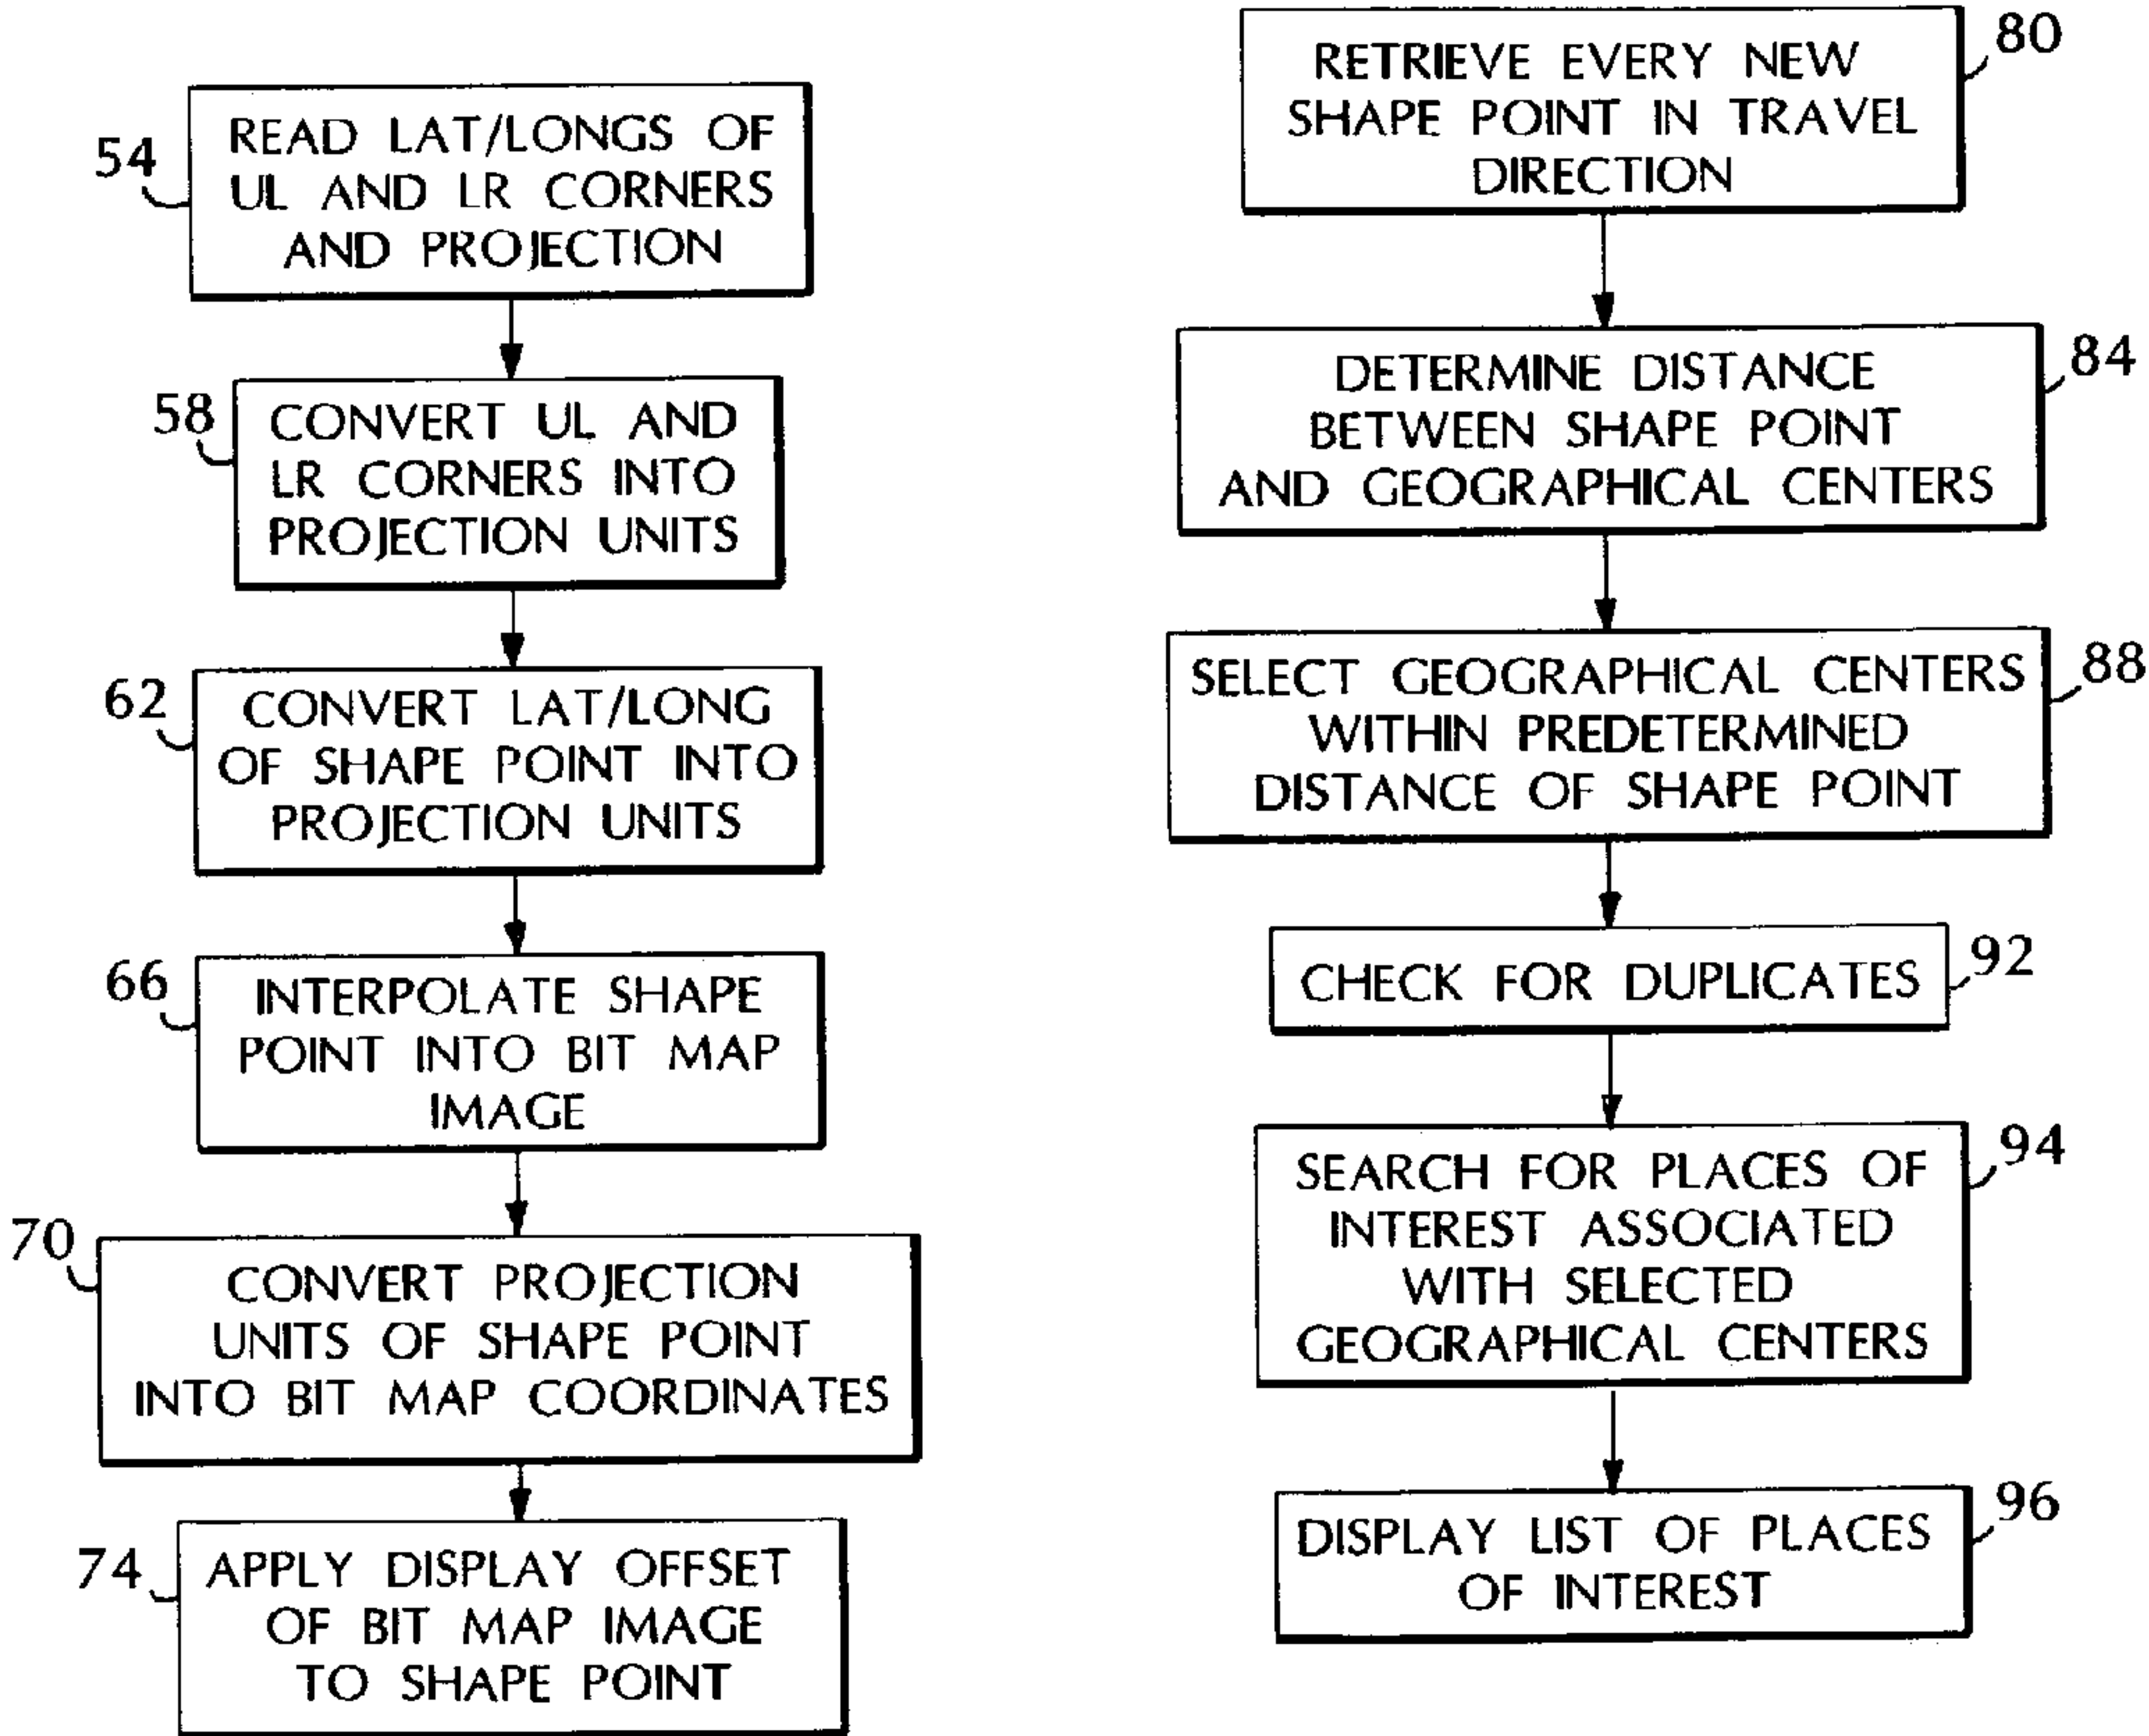 54
READ LAT/LONGS OF
UL AND LR CORNERS
AND PROJECTION
58
CONVERT UL AND
LR CORNERS INTO
PROJECTION UNITS
62
CONVERT LAT/LONG
OF SHAPE POINT INTO
PROJECTION UNITS
66
INTERPOLATE SHAPE
POINT INTO BIT MAP
IMAGE
70
CONVERT PROJECTION
UNITS OF SHAPE POINT
INTO BIT MAP COORDINATES
74
APPLY DISPLAY OFFSET
OF BIT MAP IMAGE
TO SHAPE POINT
80
RETRIEVE EVERY NEW
SHAPE POINT IN TRAVEL
DIRECTION
84
DETERMINE DISTANCE
BETWEEN SHAPE POINT
AND GEOGRAPHICAL CENTERS
88
SELECT GEOGRAPHICAL CENTERS
WITHIN PREDETERMINED
DISTANCE OF SHAPE POINT
92
CHECK FOR DUPLICATES
94
SEARCH FOR PLACES OF
INTEREST ASSOCIATED
WITH SELECTED
GEOGRAPHICAL CENTERS
96
DISPLAY LIST OF PLACES
OF INTEREST